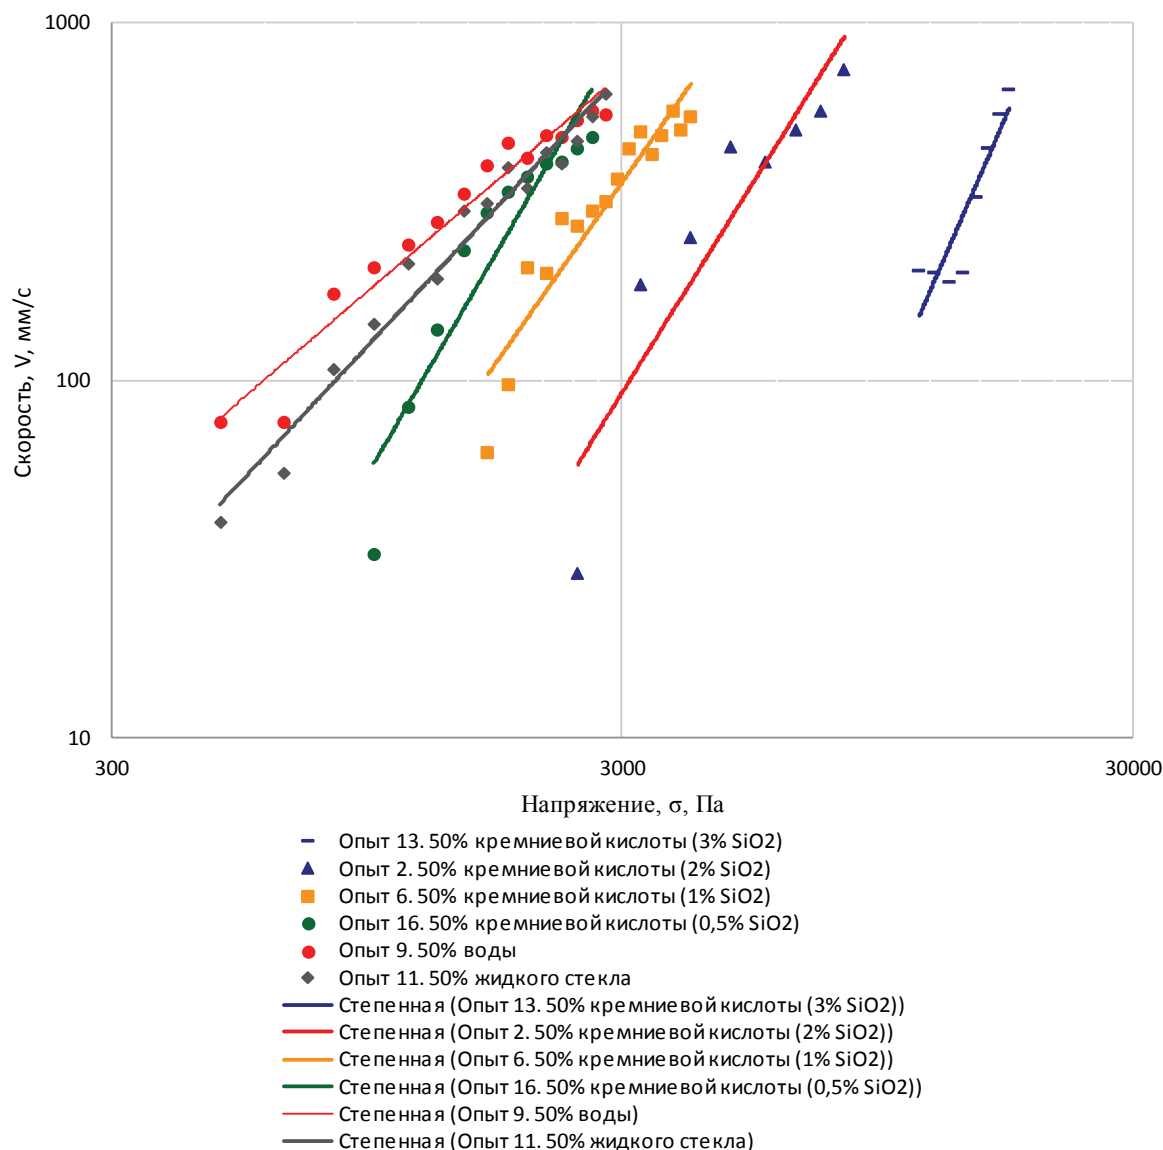 1000
100
10
Скорость, V, мм/с
300
3000
30000
Напряжение, σ, Па
Опыт 13. 50% кремниевой кислоты (3% SiO2)
Опыт 2. 50% кремниевой кислоты (2% SiO2)
Опыт 6. 50% кремниевой кислоты (1% SiO2)
Опыт 16. 50% кремниевой кислоты (0,5% SiO2)
Опыт 9. 50% воды
Опыт 11. 50% жидкого стекла
Степенная (Опыт 13. 50% кремниевой кислоты (3% SiO2))
Степенная (Опыт 2. 50% кремниевой кислоты (2% SiO2))
Степенная (Опыт 6. 50% кремниевой кислоты (1% SiO2))
Степенная (Опыт 16. 50% кремниевой кислоты (0,5% SiO2))
Степенная (Опыт 9. 50% воды)
Степенная (Опыт 11. 50% жидкого стекла)